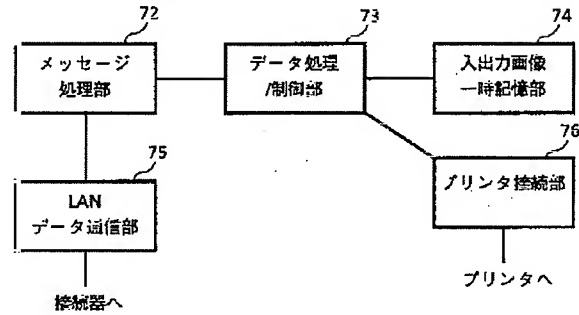 72
メッセージ
処理部
73
データ処理
/制御部
74
入出力画像
一時記憶部
75
LAN
データ通信部
76
プリンタ接続部
接続器へ
プリンタへ